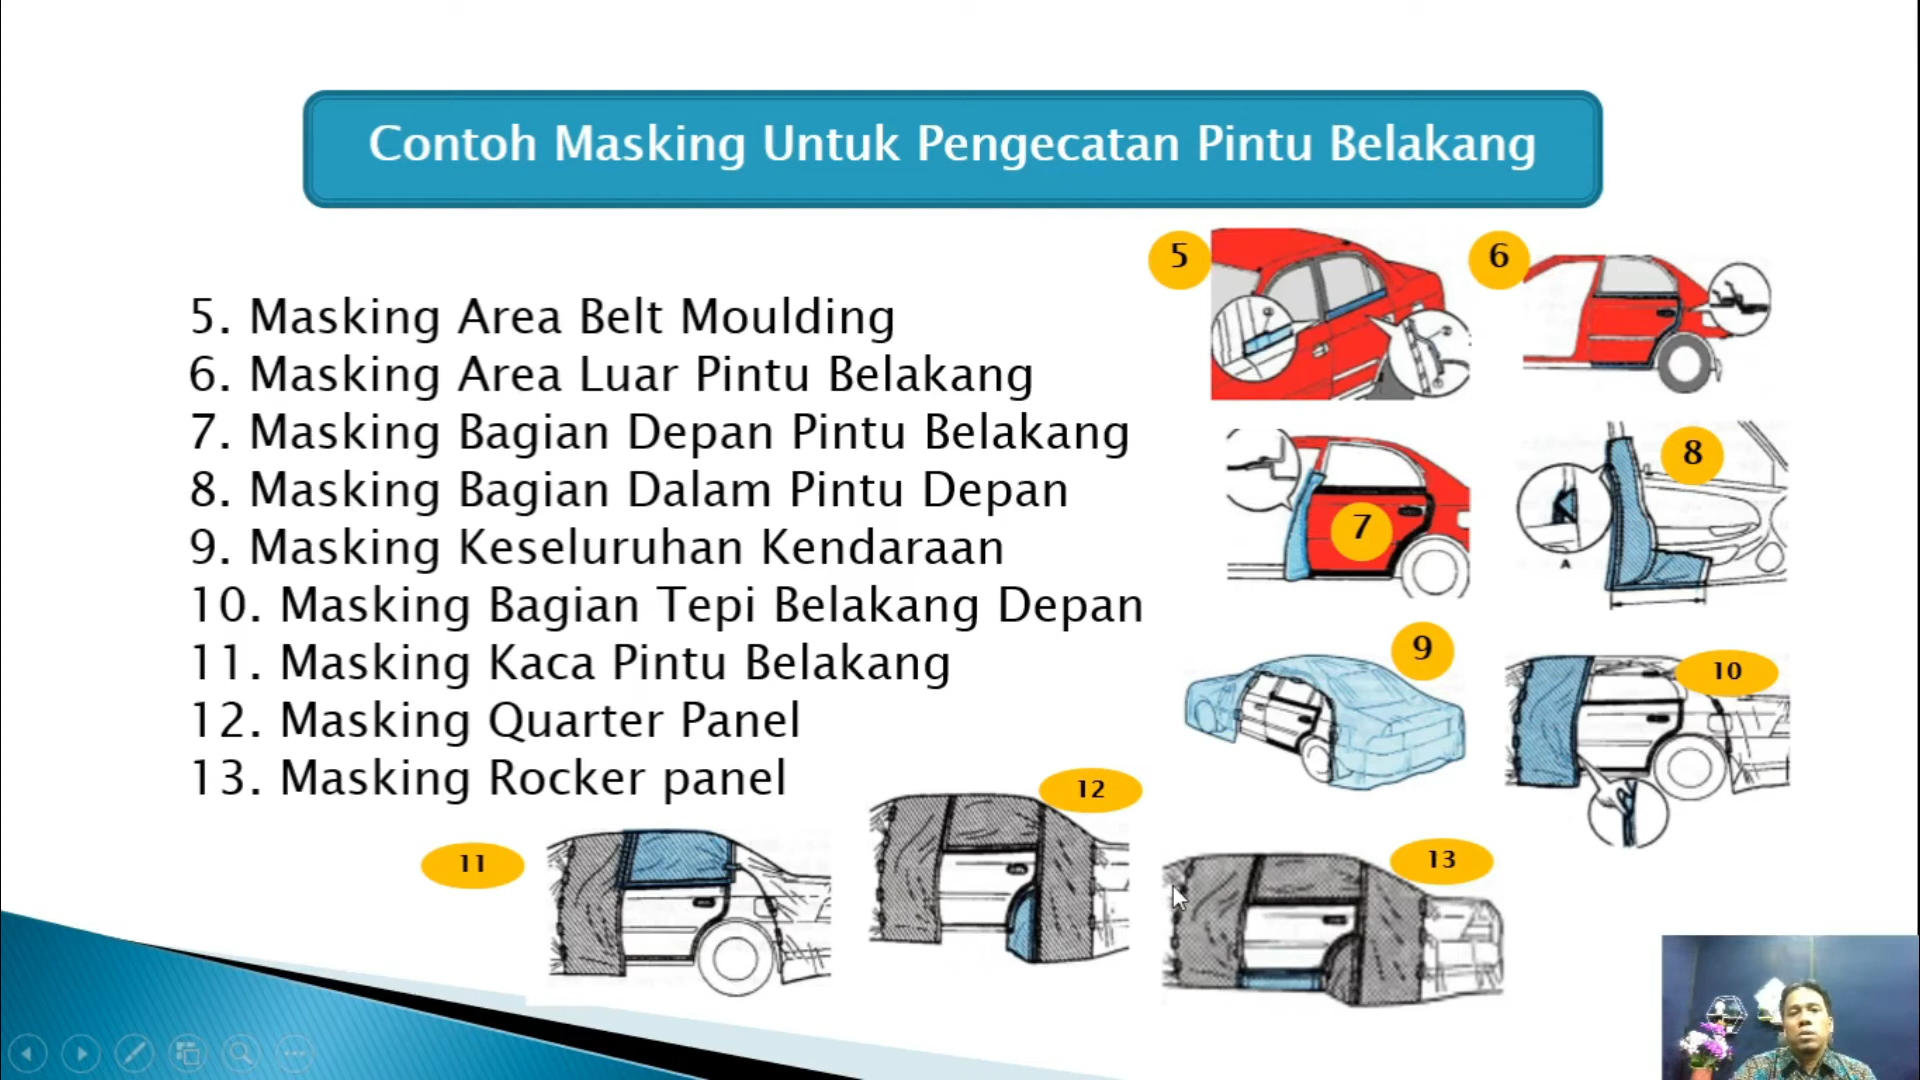 Contoh Masking Untuk Pengecatan Pintu Belakang
5. Masking Area Belt Moulding
6. Masking Area Luar Pintu Belakang
7. Masking Bagian Depan Pintu Belakang
8. Masking Bagian Dalam Pintu Depan
9. Masking Keseluruhan Kendaraan
10. Masking Bagian Tepi Belakang Depan
11. Masking Kaca Pintu Belakang
12. Masking Quarter Panel
13. Masking Rocker panel
5
6
7
8
A
9
10
11
12
13